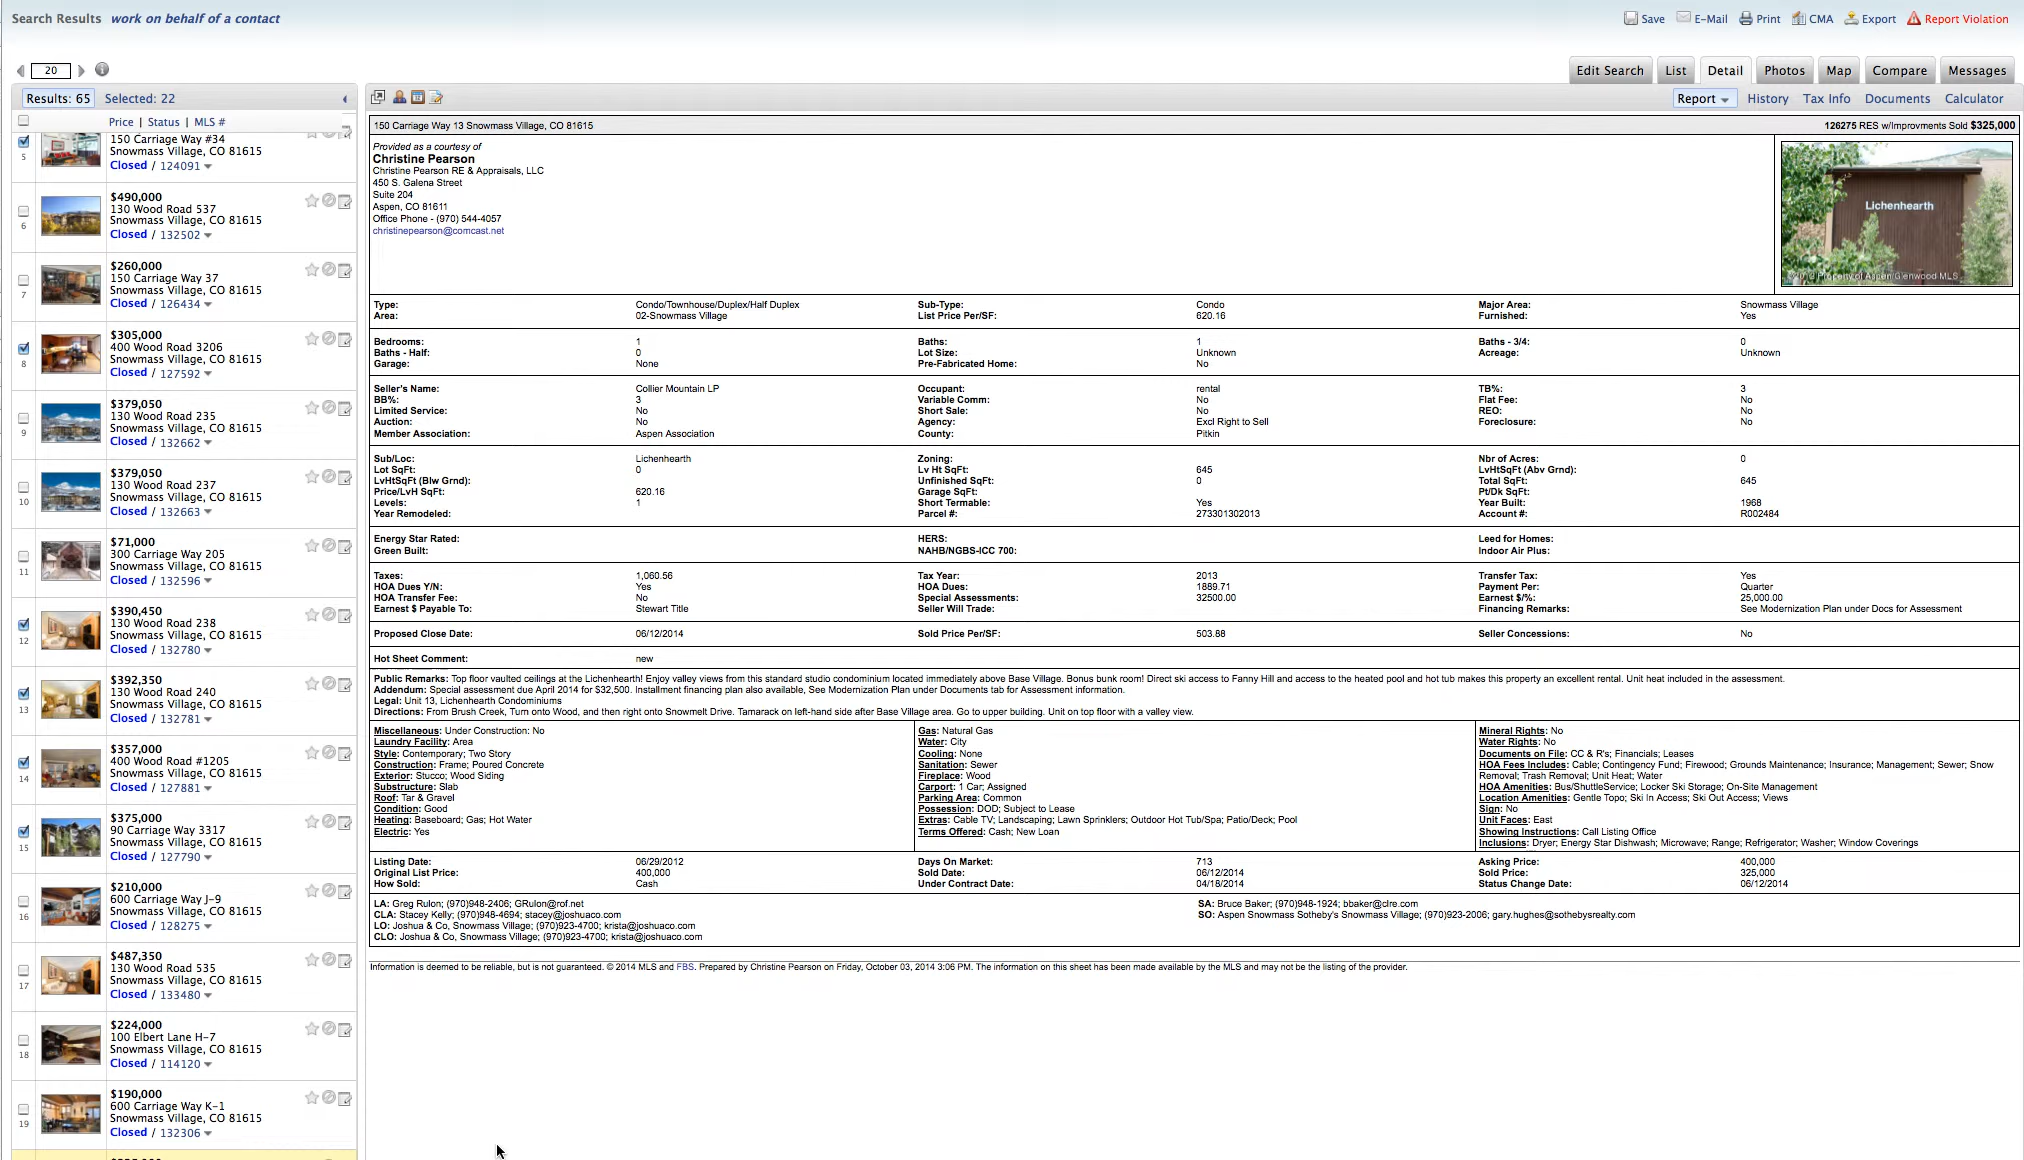 Search Results work on behalf of a contact
Save E-Mail Print CMA Export Report Violation
20
Edit Search List Detail Photos Map Compare Messages
Results: 65 Selected: 22
Report History Tax Info Documents Calculator
Price | Status | MLS #
5
150 Carriage Way #34
Snowmass Village, CO 81615
Closed / 124091
6
$490,000
130 Wood Road 537
Snowmass Village, CO 81615
Closed / 132502
7
$260,000
150 Carriage Way 37
Snowmass Village, CO 81615
Closed / 126434
8
$305,000
400 Wood Road 3206
Snowmass Village, CO 81615
Closed / 127592
9
$379,050
130 Wood Road 235
Snowmass Village, CO 81615
Closed / 132662
10
$379,050
130 Wood Road 237
Snowmass Village, CO 81615
Closed / 132663
11
$71,000
300 Carriage Way 205
Snowmass Village, CO 81615
Closed / 132596
12
$390,450
130 Wood Road 238
Snowmass Village, CO 81615
Closed / 132780
13
$392,350
130 Wood Road 240
Snowmass Village, CO 81615
Closed / 132781
14
$357,000
400 Wood Road #1205
Snowmass Village, CO 81615
Closed / 127881
15
$375,000
90 Carriage Way 3317
Snowmass Village, CO 81615
Closed / 127790
16
$210,000
600 Carriage Way J-9
Snowmass Village, CO 81615
Closed / 128275
17
$487,350
130 Wood Road 535
Snowmass Village, CO 81615
Closed / 133480
18
$224,000
100 Elbert Lane H-7
Snowmass Village, CO 81615
Closed / 114120
19
$190,000
600 Carriage Way K-1
Snowmass Village, CO 81615
Closed / 132306
150 Carriage Way 13 Snowmass Village, CO 81615 126275 RES w/Improvments Sold $325,000
Provided as a courtesy of
Christine Pearson
Christine Pearson RE & Appraisals, LLC
450 S. Galena Street
Suite 204
Aspen, CO 81611
Office Phone - (970) 544-4057
christinepearson@comcast.net
Lichenhearth
Property of Aspen/Glenwood MLS
Type: Condo/Townhouse/Duplex/Half Duplex Sub-Type: Condo Major Area: Snowmass Village
Area: 02-Snowmass Village List Price Per/SF: 620.16 Furnished: Yes
Bedrooms: 1 Baths: 1 Baths - 3/4: 0
Baths - Half: 0 Lot Size: Unknown Acreage: Unknown
Garage: None Pre-Fabricated Home: No
Seller's Name: Collier Mountain LP Occupant: rental TB%: 3
BB%: 3 Variable Comm: No Flat Fee: No
Limited Service: No Short Sale: No REO: No
Auction: No Agency: Excl Right to Sell Foreclosure: No
Member Association: Aspen Association County: Pitkin
Sub/Loc: Lichenhearth Zoning: Nbr of Acres: 0
Lot SqFt: 0 Lv Ht SqFt: 645 LvHtSqFt (Abv Grnd):
LvHtSqFt (Blw Grnd): Unfinished SqFt: 0 Total SqFt: 645
Price/LvH SqFt: 620.16 Garage SqFt: Pt/Dk SqFt:
Levels: 1 Short Termable: Yes Year Built: 1968
Year Remodeled: Parcel #: 273301302013 Account #: R002484
Energy Star Rated: HERS: Leed for Homes:
Green Built: NAHB/NGBS-ICC 700: Indoor Air Plus:
Taxes: 1,060.56 Tax Year: 2013 Transfer Tax: Yes
HOA Dues Y/N: Yes HOA Dues: 1889.71 Payment Per: Quarter
HOA Transfer Fee: No Special Assessments: 32500.00 Earnest $/%: 25,000.00
Earnest $ Payable To: Stewart Title Seller Will Trade: Financing Remarks: See Modernization Plan under Docs for Assessment
Proposed Close Date: 06/12/2014 Sold Price Per/SF: 503.88 Seller Concessions: No
Hot Sheet Comment: new
Public Remarks: Top floor vaulted ceilings at the Lichenhearth! Enjoy valley views from this standard studio condominium located immediately above Base Village. Bonus bunk room! Direct ski access to Fanny Hill and access to the heated pool and hot tub makes this property an excellent rental. Unit heat included in the assessment.
Addendum: Special assessment due April 2014 for $32,500. Installment financing plan also available, See Modernization Plan under Documents tab for Assessment information.
Legal: Unit 13, Lichenhearth Condominiums
Directions: From Brush Creek, Turn onto Wood, and then right onto Snowmelt Drive. Tamarack on left-hand side after Base Village area. Go to upper building. Unit on top floor with a valley view.
Miscellaneous: Under Construction: No
Laundry Facility: Area
Style: Contemporary; Two Story
Construction: Frame; Poured Concrete
Exterior: Stucco; Wood Siding
Substructure: Slab
Roof: Tar & Gravel
Condition: Good
Heating: Baseboard; Gas; Hot Water
Electric: Yes
Gas: Natural Gas
Water: City
Cooling: None
Sanitation: Sewer
Fireplace: Wood
Carport: 1 Car; Assigned
Parking Area: Common
Possession: DOD; Subject to Lease
Extras: Cable TV; Landscaping; Lawn Sprinklers; Outdoor Hot Tub/Spa; Patio/Deck; Pool
Terms Offered: Cash; New Loan
Mineral Rights: No
Water Rights: No
Documents on File: CC & R's; Financials; Leases
HOA Fees Includes: Cable; Contingency Fund; Firewood; Grounds Maintenance; Insurance; Management; Sewer; Snow
Removal; Trash Removal; Unit Heat; Water
HOA Amenities: Bus/ShuttleService; Locker Ski Storage; On-Site Management
Location Amenities: Gentle Topo; Ski In Access; Ski Out Access; Views
Sign: No
Unit Faces: East
Showing Instructions: Call Listing Office
Inclusions: Dryer; Energy Star Dishwash; Microwave; Range; Refrigerator; Washer; Window Coverings
Listing Date: 06/29/2012 Days On Market: 713 Asking Price: 400,000
Original List Price: 400,000 Sold Date: 06/12/2014 Sold Price: 325,000
How Sold: Cash Under Contract Date: 04/18/2014 Status Change Date: 06/12/2014
LA: Greg Rulon; (970)948-2406; GRulon@rof.net SA: Bruce Baker; (970)948-1924; bbaker@clre.com
CLA: Stacey Kelly; (970)948-4694; stacey@joshuaco.com SO: Aspen Snowmass Sotheby's Snowmass Village; (970)923-2006; gary.hughes@sothebysrealty.com
LO: Joshua & Co, Snowmass Village; (970)923-4700; krista@joshuaco.com
CLO: Joshua & Co, Snowmass Village; (970)923-4700; krista@joshuaco.com
Information is deemed to be reliable, but is not guaranteed. © 2014 MLS and FBS. Prepared by Christine Pearson on Friday, October 03, 2014 3:06 PM. The information on this sheet has been made available by the MLS and may not be the listing of the provider.